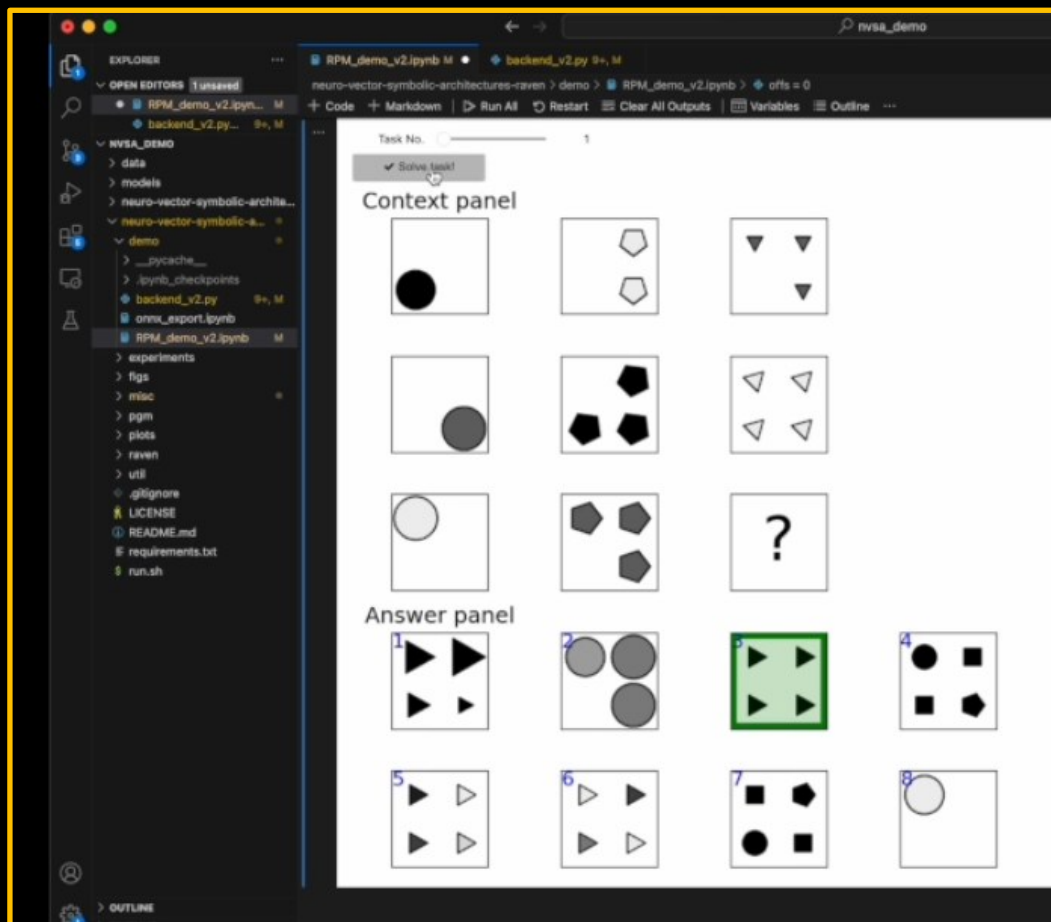 nvsa_demo
EXPLORER
RPM_demo_v2.ipynb M
backend_v2.py 9+, M
OPEN EDITORS 1 unsaved
neuro-vector-symbolic-architectures-raven > demo > RPM_demo_v2.ipynb > offs = 0
RPM_demo_v2.ipyn... M
+ Code + Markdown Run All Restart Clear All Outputs Variables Outline ...
backend_v2.py... 9+, M
NVSA_DEMO
> data
> models
> neuro-vector-symbolic-archite...
neuro-vector-symbolic-a...
demo
> __pycache__
> .ipynb_checkpoints
backend_v2.py 9+, M
onnx_export.ipynb
RPM_demo_v2.ipynb M
> experiments
> figs
> misc
> pgm
> plots
> raven
> util
.gitignore
LICENSE
README.md
requirements.txt
run.sh
> OUTLINE
Task No. 1
Solve task!
Context panel
?
Answer panel
1 2 3 4
5 6 7 8